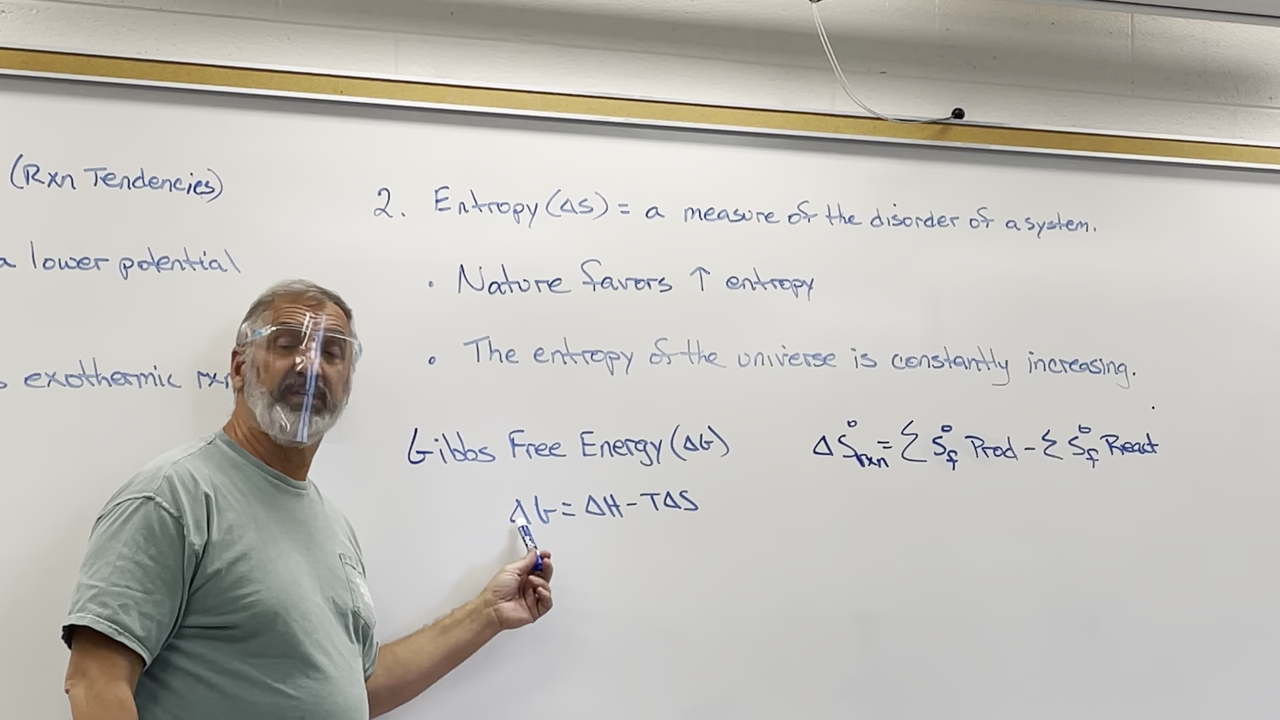 (Rxn Tendencies)
a lower potential
exothermic rxn
2. Entropy (ΔS) = a measure of the disorder of a system.
• Nature favors ↑ entropy
• The entropy of the universe is constantly increasing.
Gibbs Free Energy (ΔG)
ΔG = ΔH - TΔS
ΔS°rxn = Σ S°f Prod - Σ S°f React